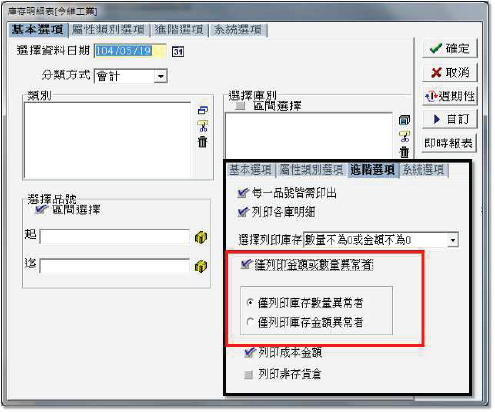 庫存明細表[令維工業]
基本選項 屬性類別選項 進階選項 系統選項
選擇資料日期 104/05/19
分類方式 會計
類別
選擇庫別
區間選擇
確定
取消
週期性
自訂
即時報表
選擇品號
區間選擇
起
迄
基本選項 屬性類別選項 進階選項 系統選項
每一品號皆需印出
列印各庫明細
選擇列印庫存 數量不為0或金額不為0
僅列印金額或數量異常者
僅列印庫存數量異常者
僅列印庫存金額異常者
列印成本金額
列印非存貨倉